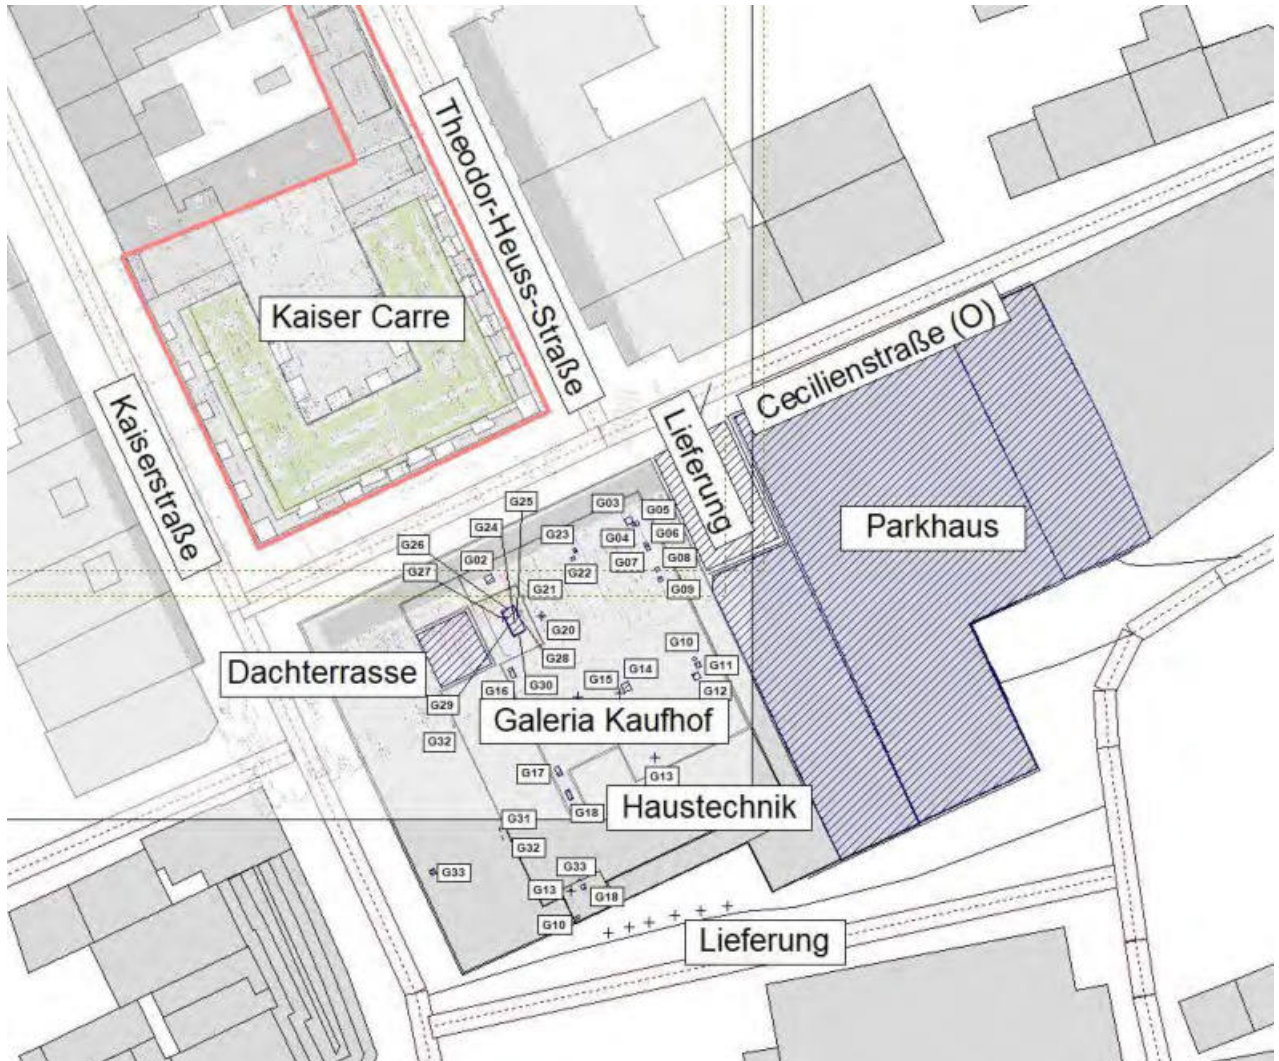 Theodor-Heuss-Straße
Kaiser Carre
Kaiserstraße
Cecilienstraße (O)
Lieferung
Parkhaus
G25
G03
G05
G24
G23
G04
G06
G26
G02
G07
G08
G27
G22
G09
G21
G20
G10
G28
G11
G14
G15
Dachterrasse
G16
G30
G12
G29
Galeria Kaufhof
G32
G17
G13
G18
Haustechnik
G31
G32
G33
G33
G13
G18
G10
Lieferung